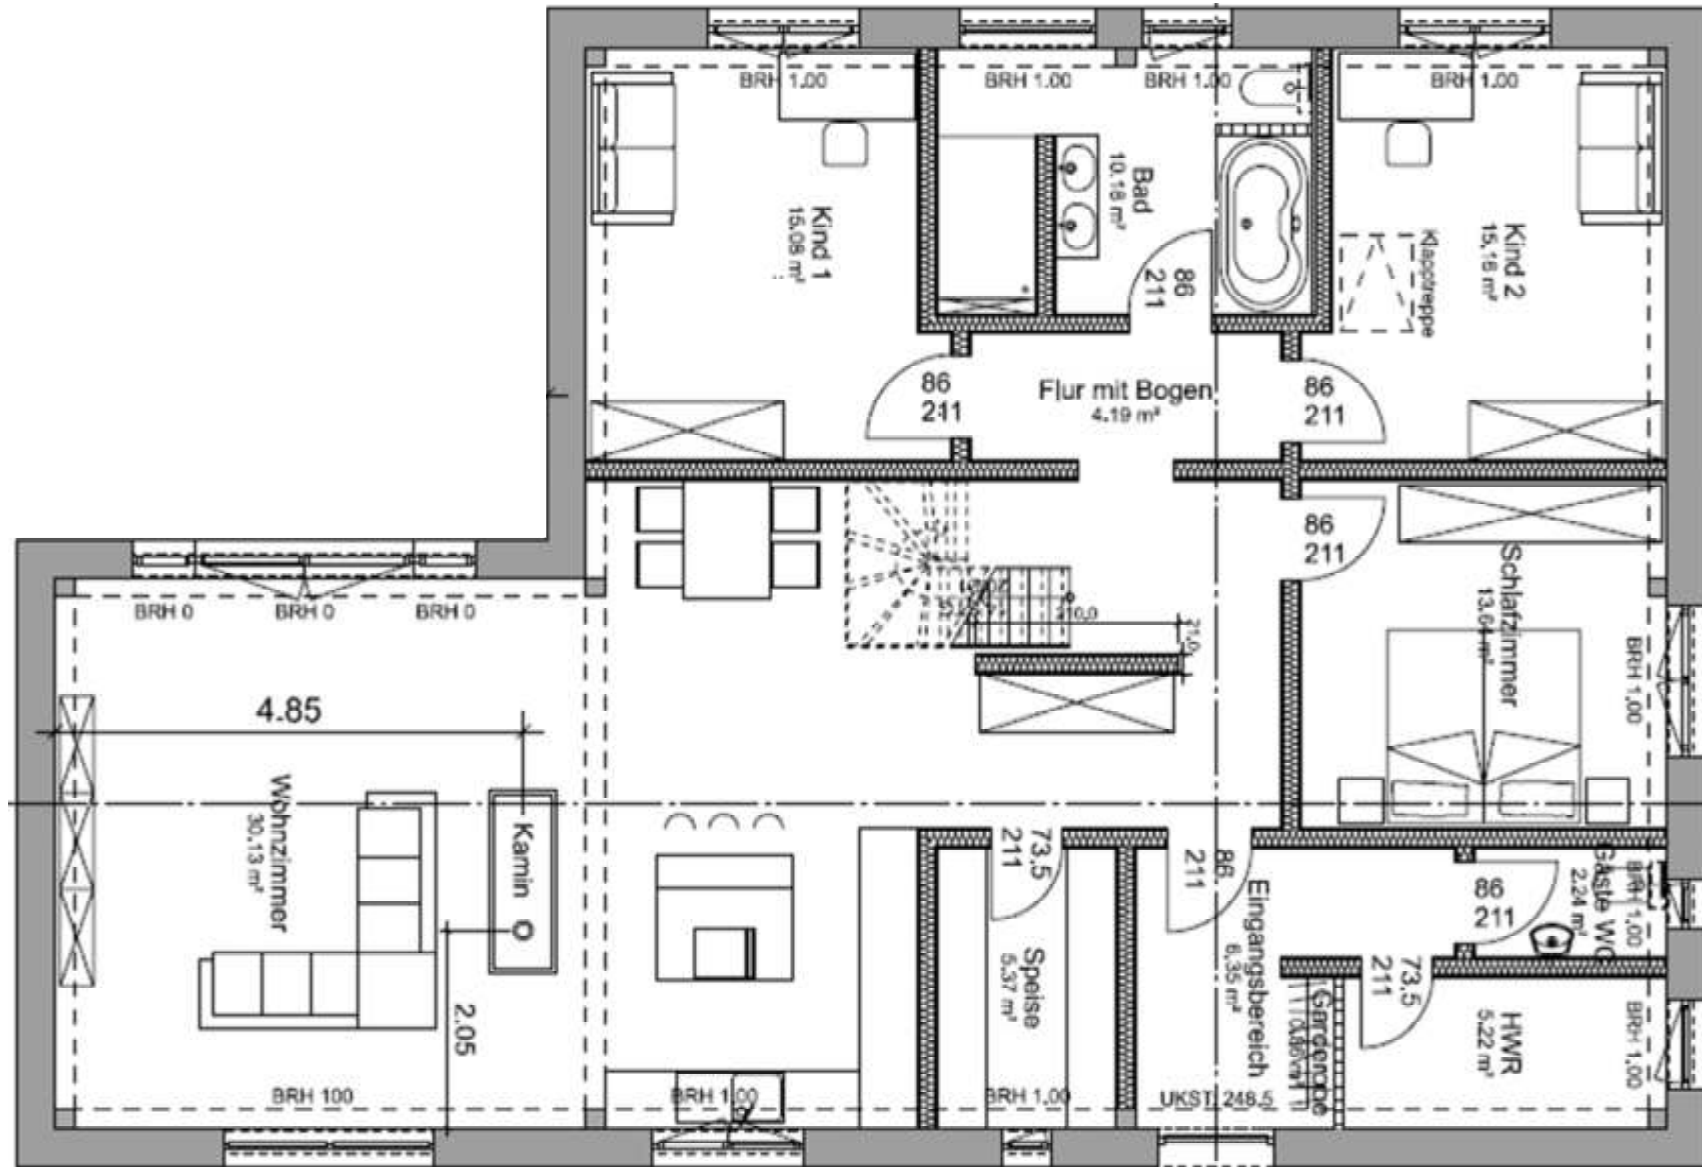 BRH 1.00
BRH 1.00
BRH 1.00
BRH 1.00
Kind 1
15.08 m²
Bad
10.18 m²
86
211
Klapptreppe
Kind 2
15.16 m²
86
211
Flur mit Bogen
4.19 m²
86
211
86
211
Schlafzimmer
13.64 m²
BRH 1,00
BRH 0
BRH 0
BRH 0
210,0
21,0
4.85
Wohnzimmer
30.13 m²
Kamin
2.05
73,5
211
86
211
Speise
5.37 m²
Eingangsbereich
6.35 m²
86
211
Gäste WC
2.24 m²
BRH 1,00
73,5
211
Garderobe
HWR
5.22 m²
BRH 1,00
BRH 100
BRH 1.00
BRH 1.00
UKST. 248.5